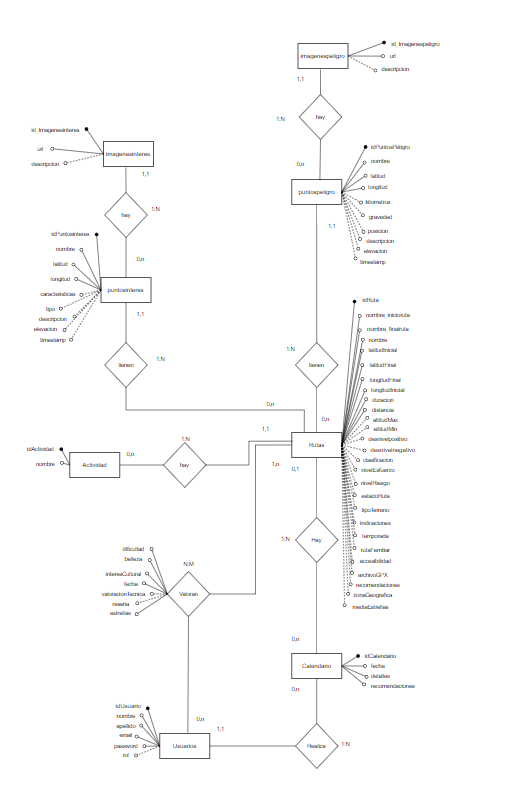 id_Imagenespeligro
url
descripcion
imagenespeligro
1,1
1:N
hay
0,n
id_Imagenesinteres
url
descripcion
imagenesinteres
1,1
1:N
hay
0,n
idPuntosPeligro
nombre
latitud
longitud
kilometros
gravedad
posicion
descripcion
elevacion
timestamp
puntospeligro
1,1
idPuntosinteres
nombre
latitud
longitud
caracteristicas
tipo
descripcion
elevacion
timestamp
puntosinteres
1,1
tienen
1:N
0,n
1:N
tienen
0,n
idRuta
nombre_inicioruta
nombre_finalruta
nombre
latitudInicial
latitudFinal
longitudFinal
longitudInicial
duracion
distancia
altitudMax
altitudMin
desnivelpositivo
desnivelnegativo
clasificacion
nivelEsfuerzo
nivelRiesgo
estadoRuta
tipoTerreno
indicaciones
temporada
rutaFamiliar
accesibilidad
archivoGPX
recomendaciones
zonaGeografica
mediaEstrellas
Rutas
1,1
1,n
0,1
idActividad
nombre
Actividad
0,n
1:N
hay
1:N
Hay
0,n
dificultad
belleza
interesCultural
fecha
valoracionTecnica
reseña
estrellas
N:M
Valoran
0,n
idCalendario
fecha
detalles
recomendaciones
Calendario
0,n
idUsuario
nombre
apellido
email
password
rol
Usuarios
1,1
Realiza
1:N